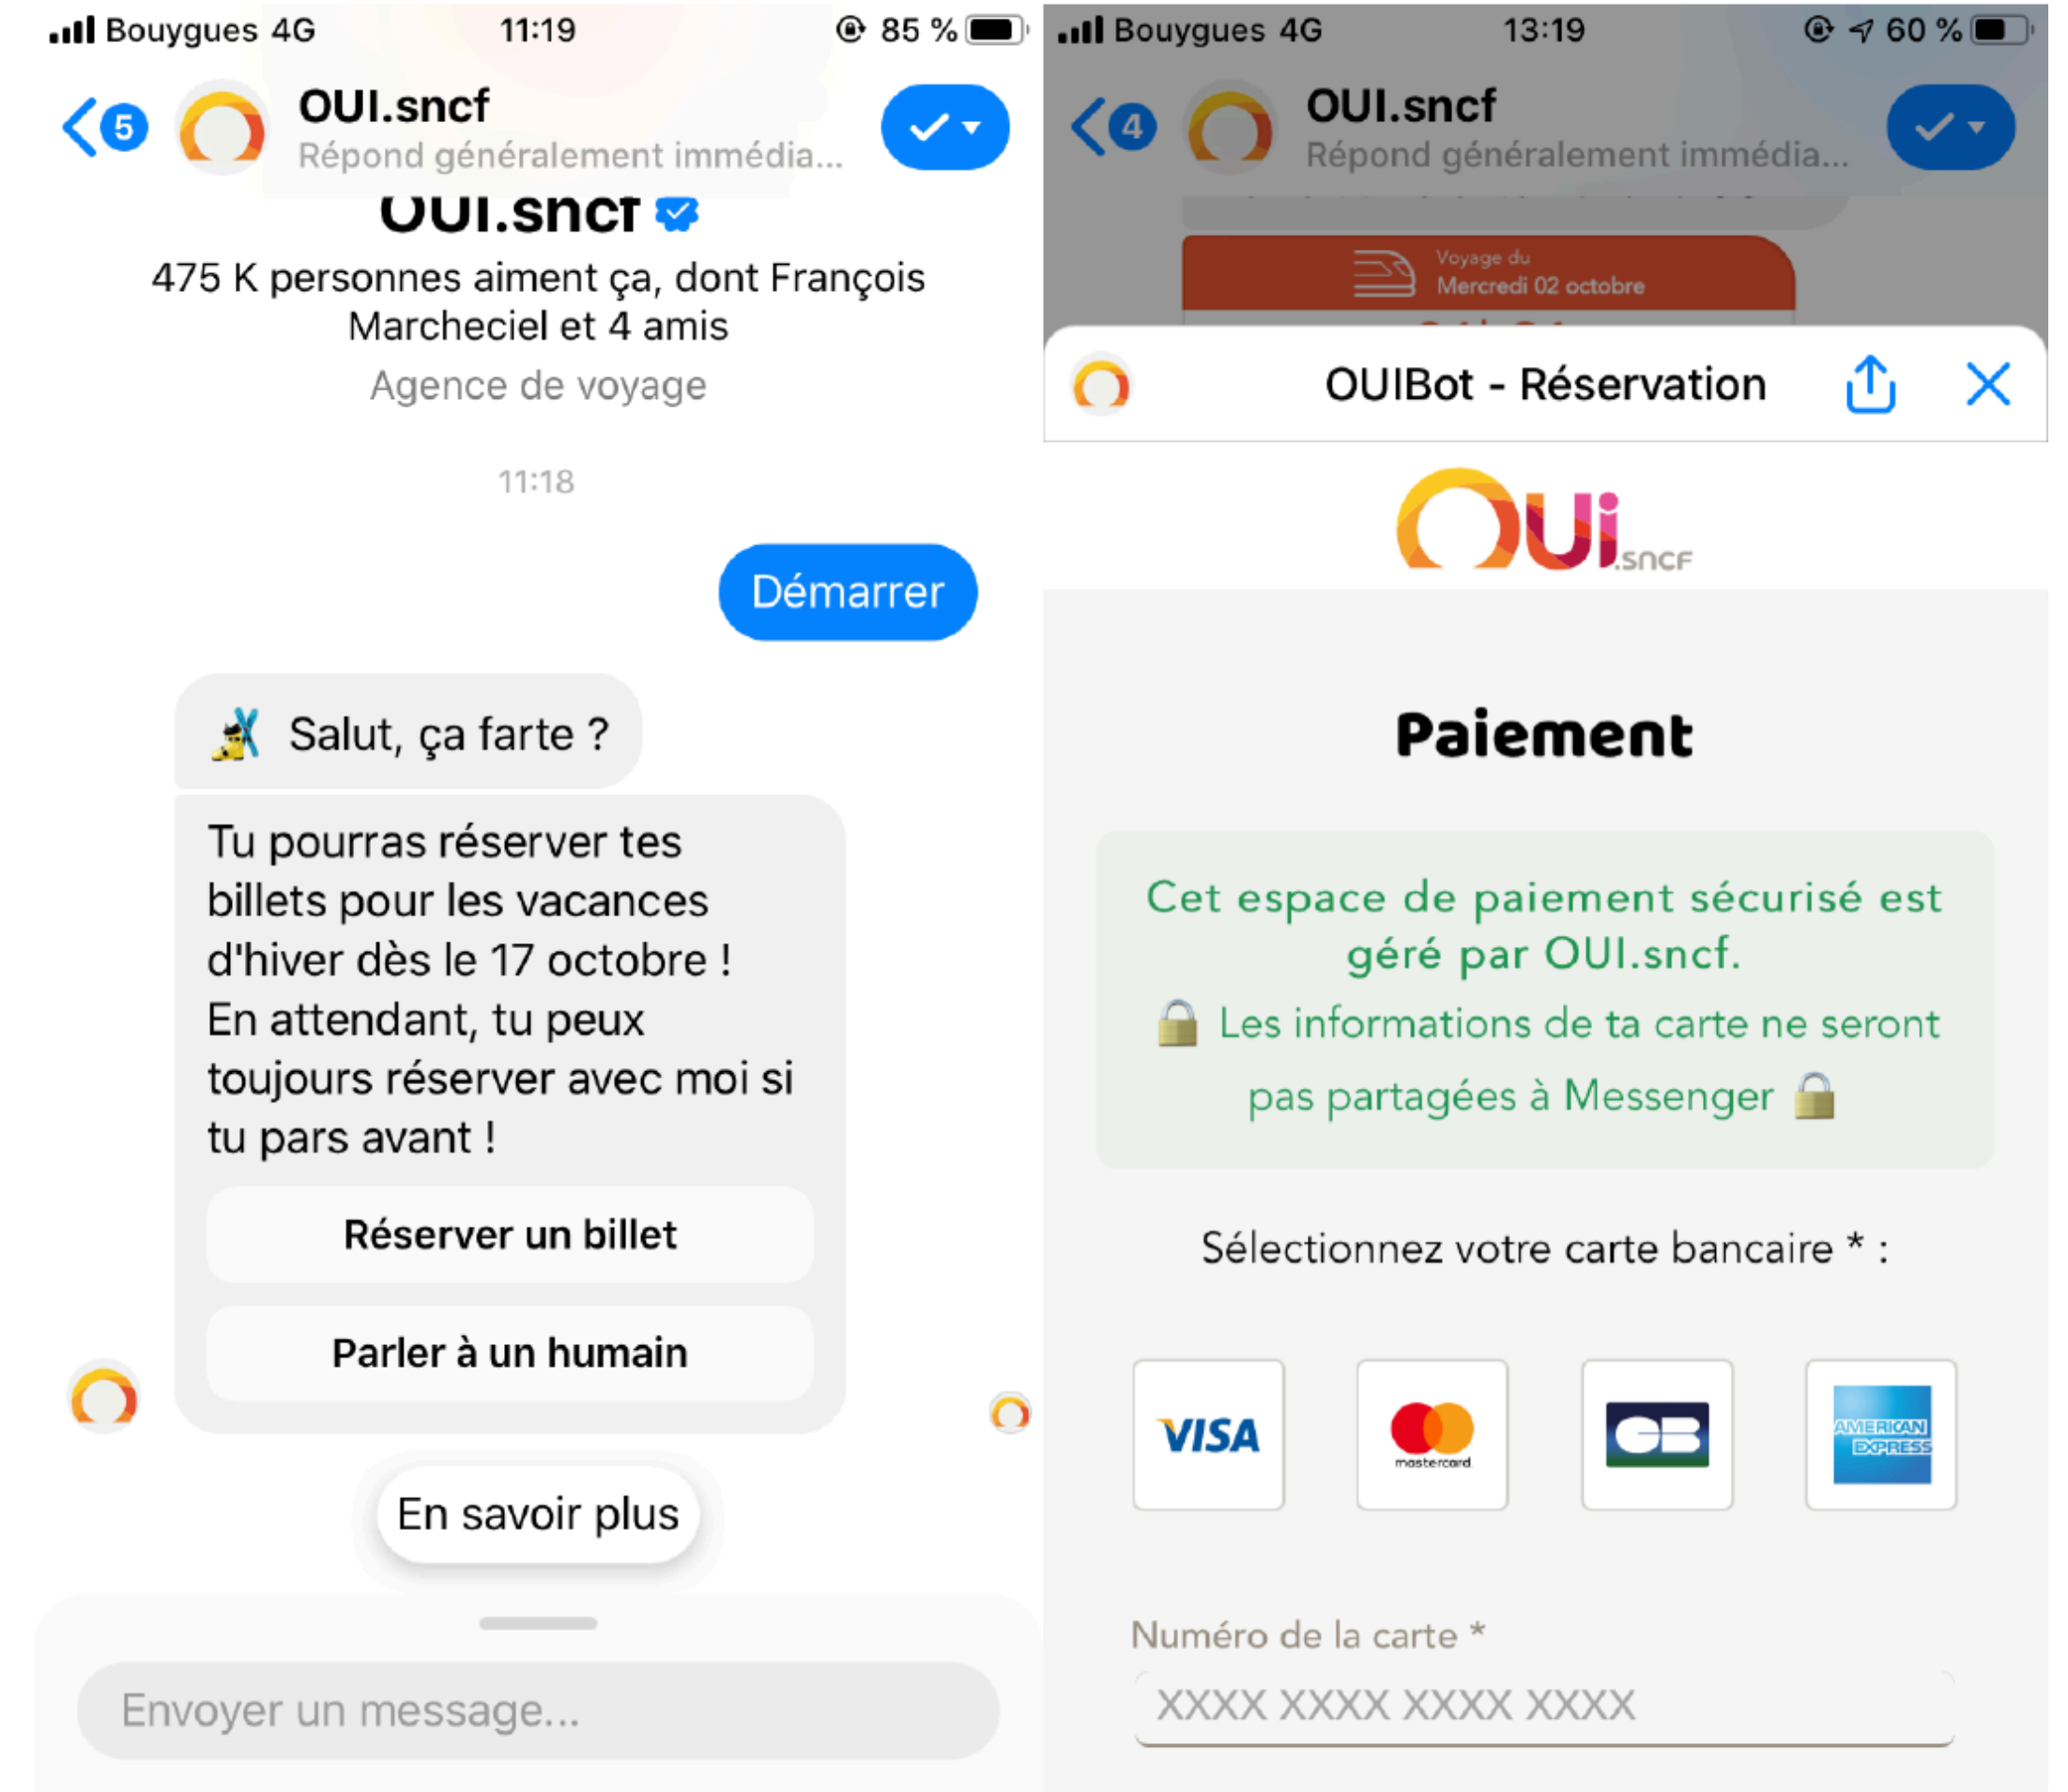 Bouygues 4G 11:19 85 %
5
OUI.sncf
Répond généralement immédia...
OUI.sncf
475 K personnes aiment ça, dont François
Marcheciel et 4 amis
Agence de voyage
11:18
Démarrer
Salut, ça farte ?
Tu pourras réserver tes
billets pour les vacances
d'hiver dès le 17 octobre !
En attendant, tu peux
toujours réserver avec moi si
tu pars avant !
Réserver un billet
Parler à un humain
En savoir plus
Envoyer un message...
Bouygues 4G 13:19 60 %
4
OUI.sncf
Répond généralement immédia...
Voyage du
Mercredi 02 octobre
OUIBot - Réservation
OUi.sncf
Paiement
Cet espace de paiement sécurisé est
géré par OUI.sncf.
Les informations de ta carte ne seront
pas partagées à Messenger
Sélectionnez votre carte bancaire * :
VISA
mastercard
CB
AMERICAN
EXPRESS
Numéro de la carte *
XXXX XXXX XXXX XXXX